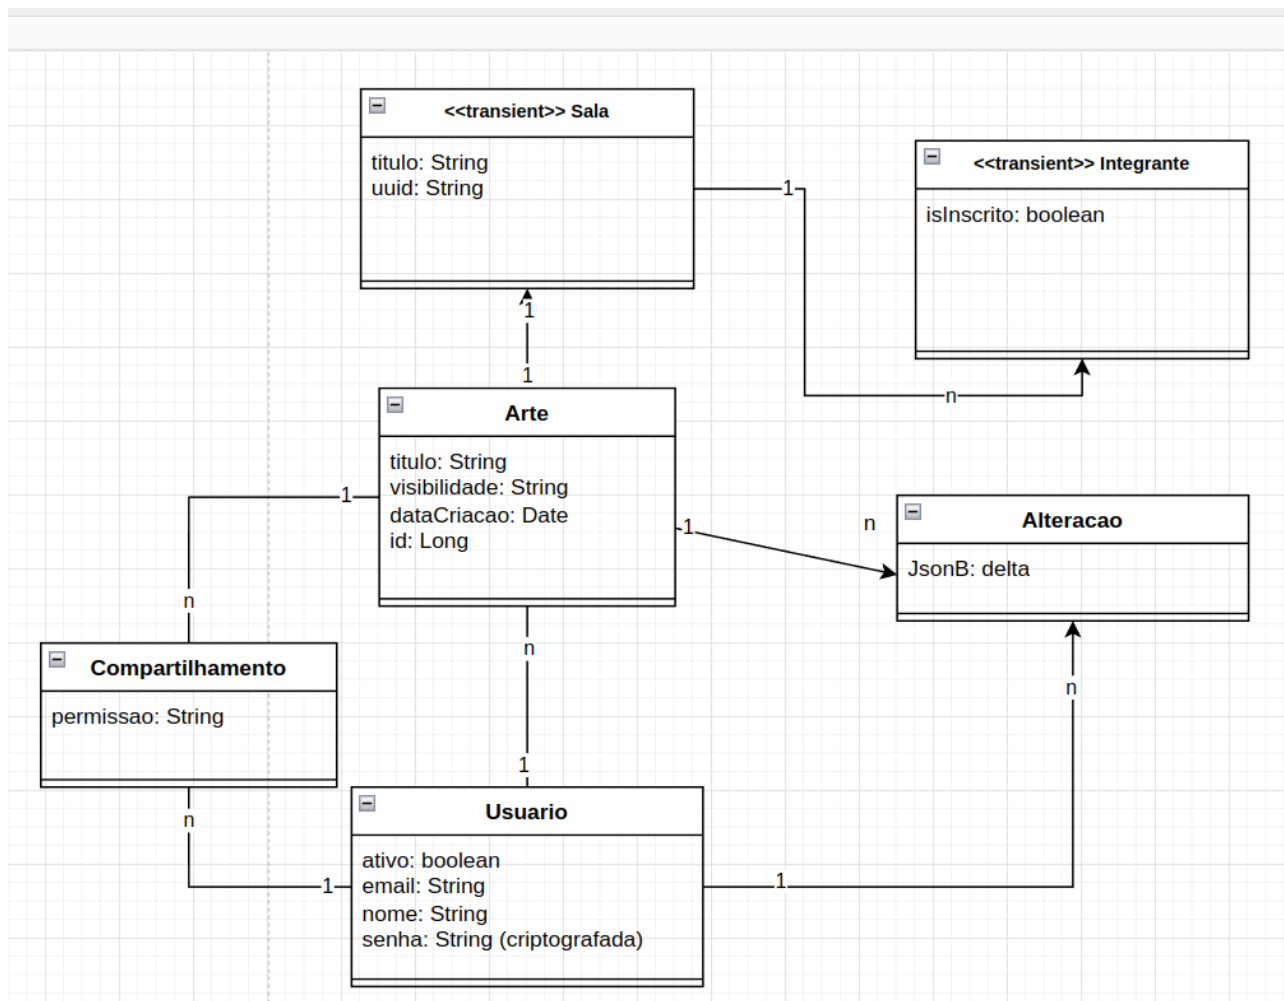 <<transient>> Sala
titulo: String
uuid: String
1
<<transient>> Integrante
isInscrito: boolean
n
1
1
Arte
titulo: String
visibilidade: String
dataCriacao: Date
id: Long
1
1
n
Alteracao
JsonB: delta
n
n
Compartilhamento
permissao: String
n
1
n
1
Usuario
ativo: boolean
email: String
nome: String
senha: String (criptografada)
1